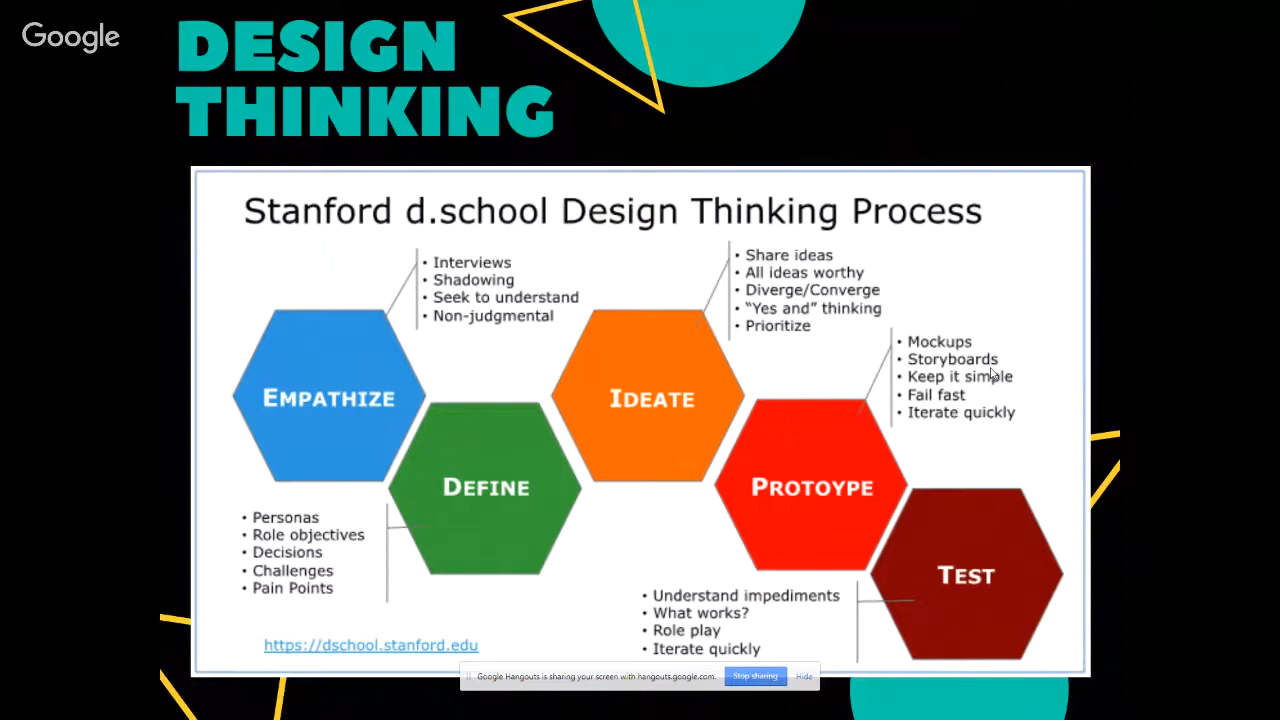 Google
DESIGN
THINKING
Stanford d.school Design Thinking Process
• Interviews
• Shadowing
• Seek to understand
• Non-judgmental
• Share ideas
• All ideas worthy
• Diverge/Converge
• “Yes and” thinking
• Prioritize
• Mockups
• Storyboards
• Keep it simple
• Fail fast
• Iterate quickly
EMPATHIZE
IDEATE
DEFINE
PROTOYPE
TEST
• Personas
• Role objectives
• Decisions
• Challenges
• Pain Points
• Understand impediments
• What works?
• Role play
• Iterate quickly
https://dschool.stanford.edu
Google Hangouts is sharing your screen with hangouts.google.com. Stop sharing Hide